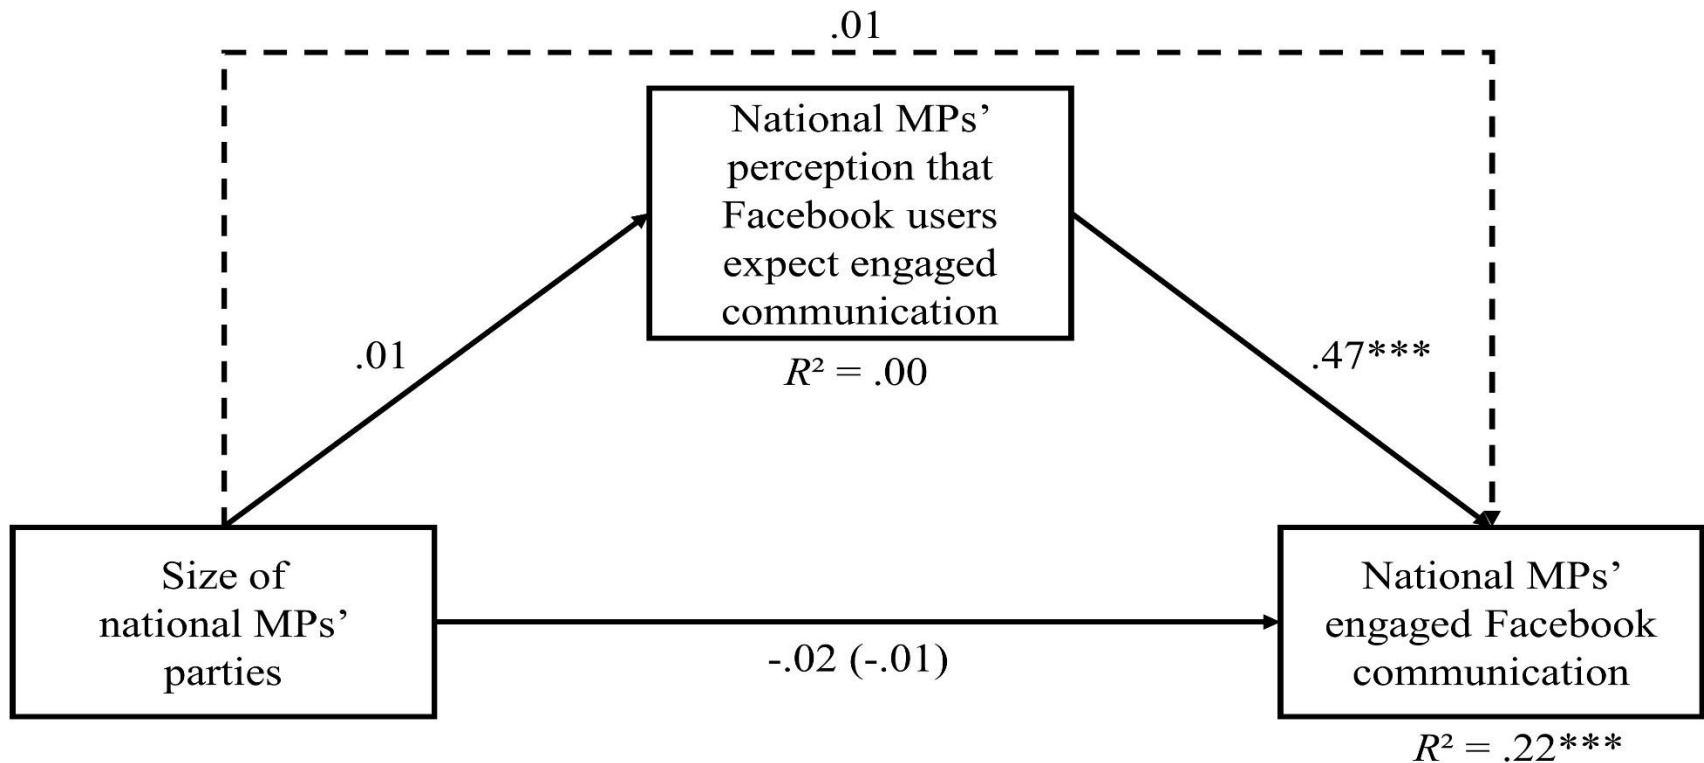 .01
National MPs’
perception that
Facebook users
expect engaged
communication
R² = .00
.01
.47***
Size of
national MPs’
parties
-.02 (-.01)
National MPs’
engaged Facebook
communication
R² = .22***